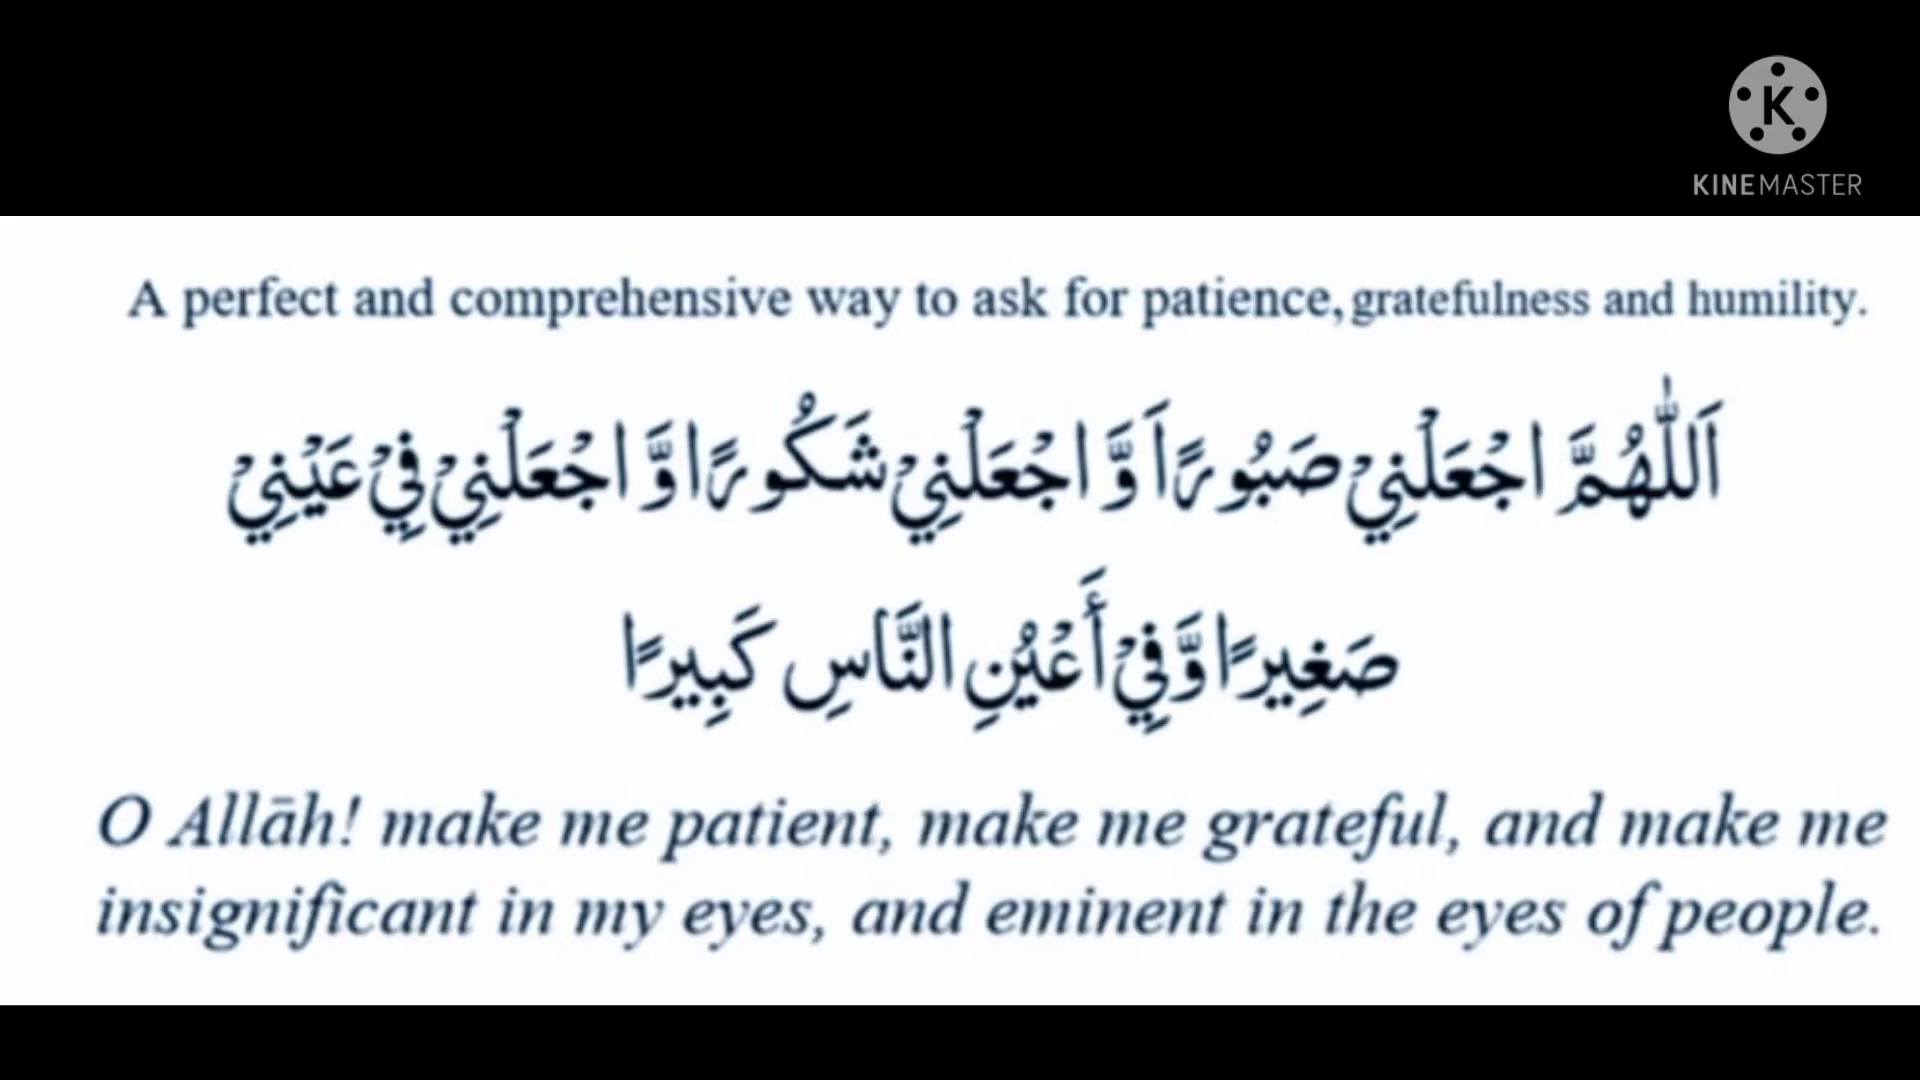 KINEMASTER
A perfect and comprehensive way to ask for patience, gratefulness and humility.
اَللّٰهُمَّ اجْعَلْنِيْ صَبُورًاَ وَّ اجْعَلْنِيْ شَكُورًا وَّ اجْعَلْنِيْ فِيْ عَيْنِيْ
صَغِيرًا وَّ فِيْ أَعْيُنِ النَّاسِ كَبِيرًا
O Allāh! make me patient, make me grateful, and make me
insignificant in my eyes, and eminent in the eyes of people.